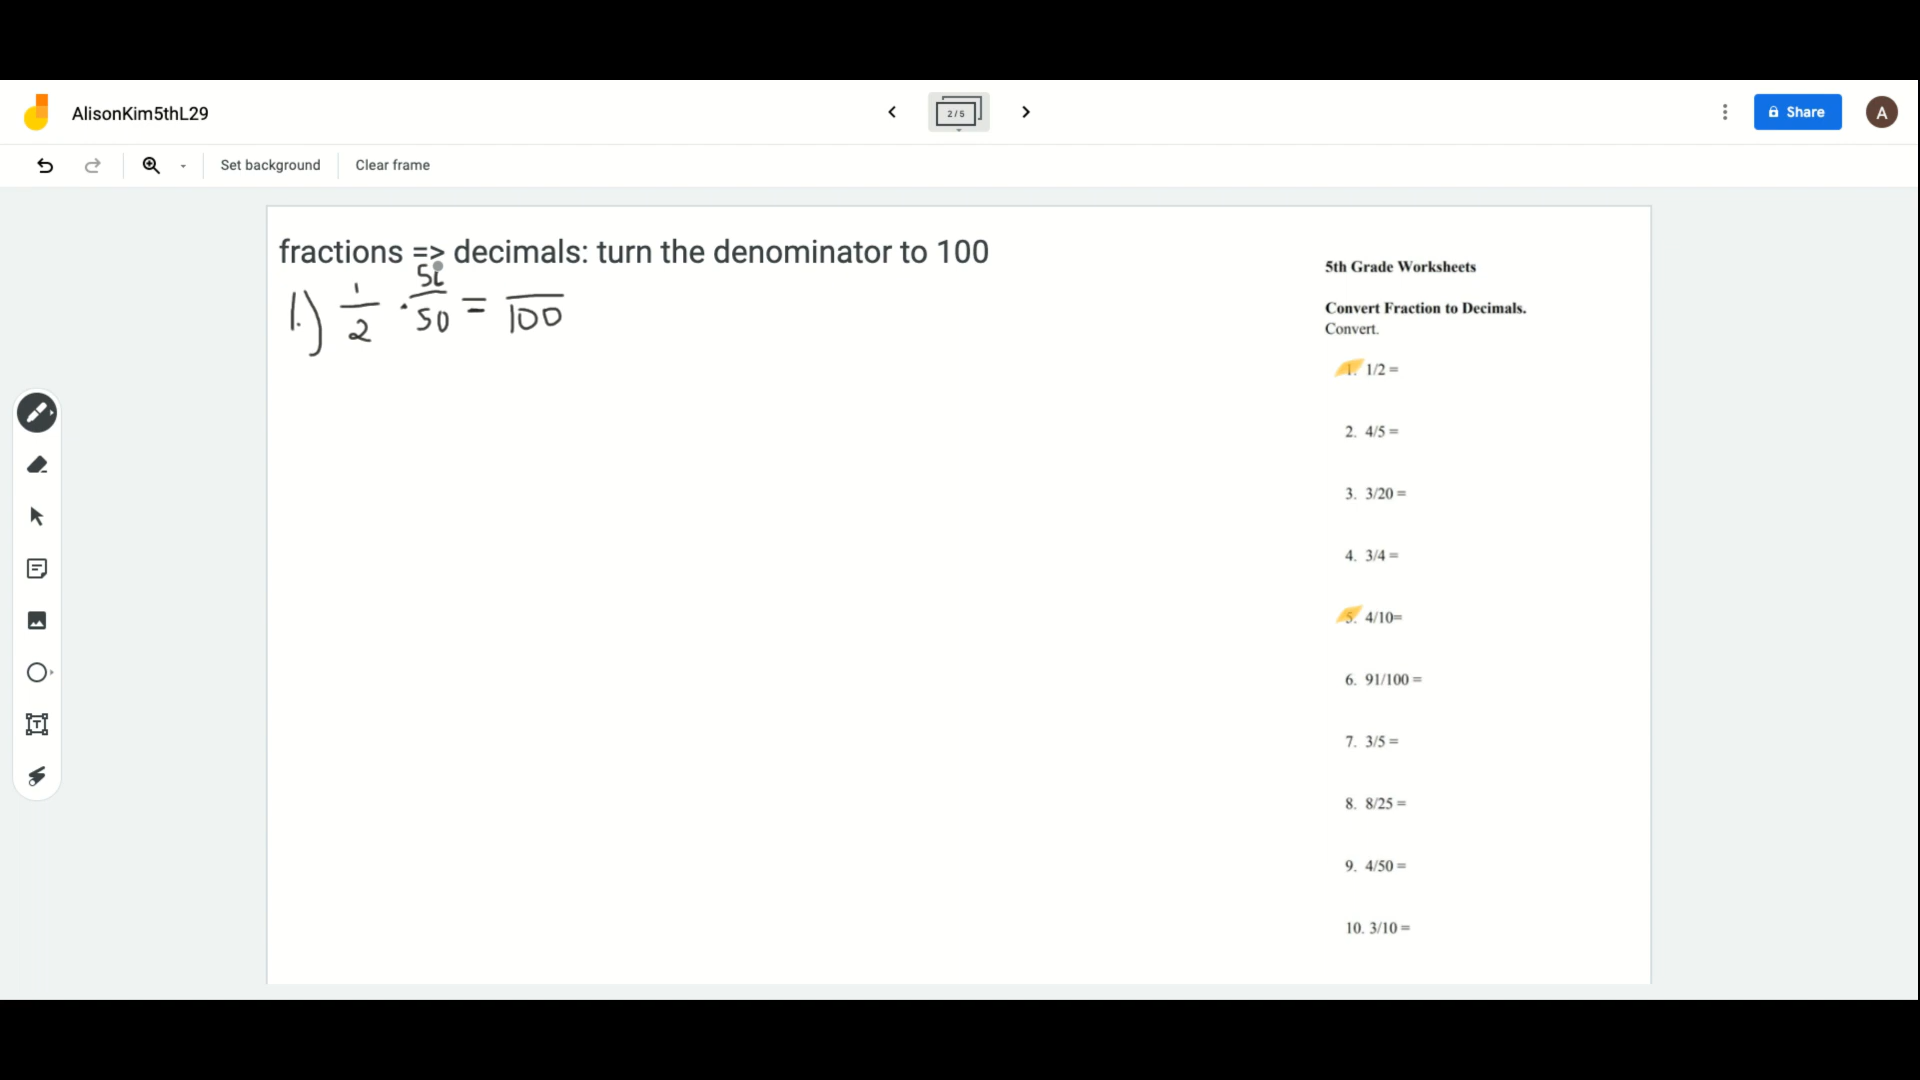 AlisonKim5thL29
2 / 5
Share
A
Set background
Clear frame
fractions => decimals: turn the denominator to 100
1.) 1/2 · 50/50 = /100
5th Grade Worksheets
Convert Fraction to Decimals.
Convert.
1. 1/2 =
2. 4/5 =
3. 3/20 =
4. 3/4 =
5. 4/10=
6. 91/100 =
7. 3/5 =
8. 8/25 =
9. 4/50 =
10. 3/10 =